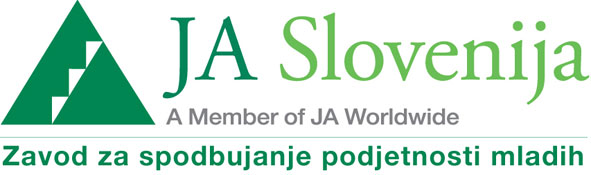 JA Slovenija
A Member of JA Worldwide
Zavod za spodbujanje podjetnosti mladih